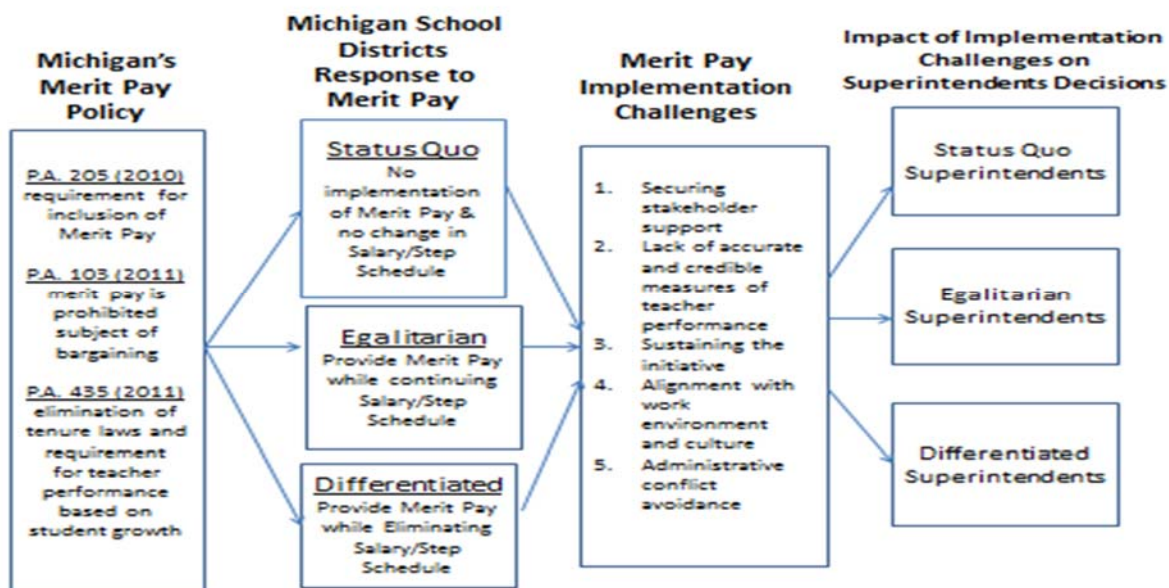 Michigan's
Merit Pay
Policy
P.A. 205 (2010)
requirement for
inclusion of
Merit Pay
P.A. 103 (2011)
merit pay is
prohibited
subject of
bargaining
P.A. 435 (2011)
elimination of
tenure laws and
requirement
for teacher
performance
based on
student growth
Michigan School
Districts
Response to
Merit Pay
Status Quo
No
implementation
of Merit Pay &
no change in
Salary/Step
Schedule
Egalitarian
Provide Merit Pay
while continuing
Salary/Step
Schedule
Differentiated
Provide Merit Pay
while Eliminating
Salary/Step
Schedule
Merit Pay
Implementation
Challenges
1. Securing
stakeholder
support
2. Lack of accurate
and credible
measures of
teacher
performance
3. Sustaining the
initiative
4. Alignment with
work
environment
and culture
5. Administrative
conflict
avoidance
Impact of Implementation
Challenges on
Superintendents Decisions
Status Quo
Superintendents
Egalitarian
Superintendents
Differentiated
Superintendents